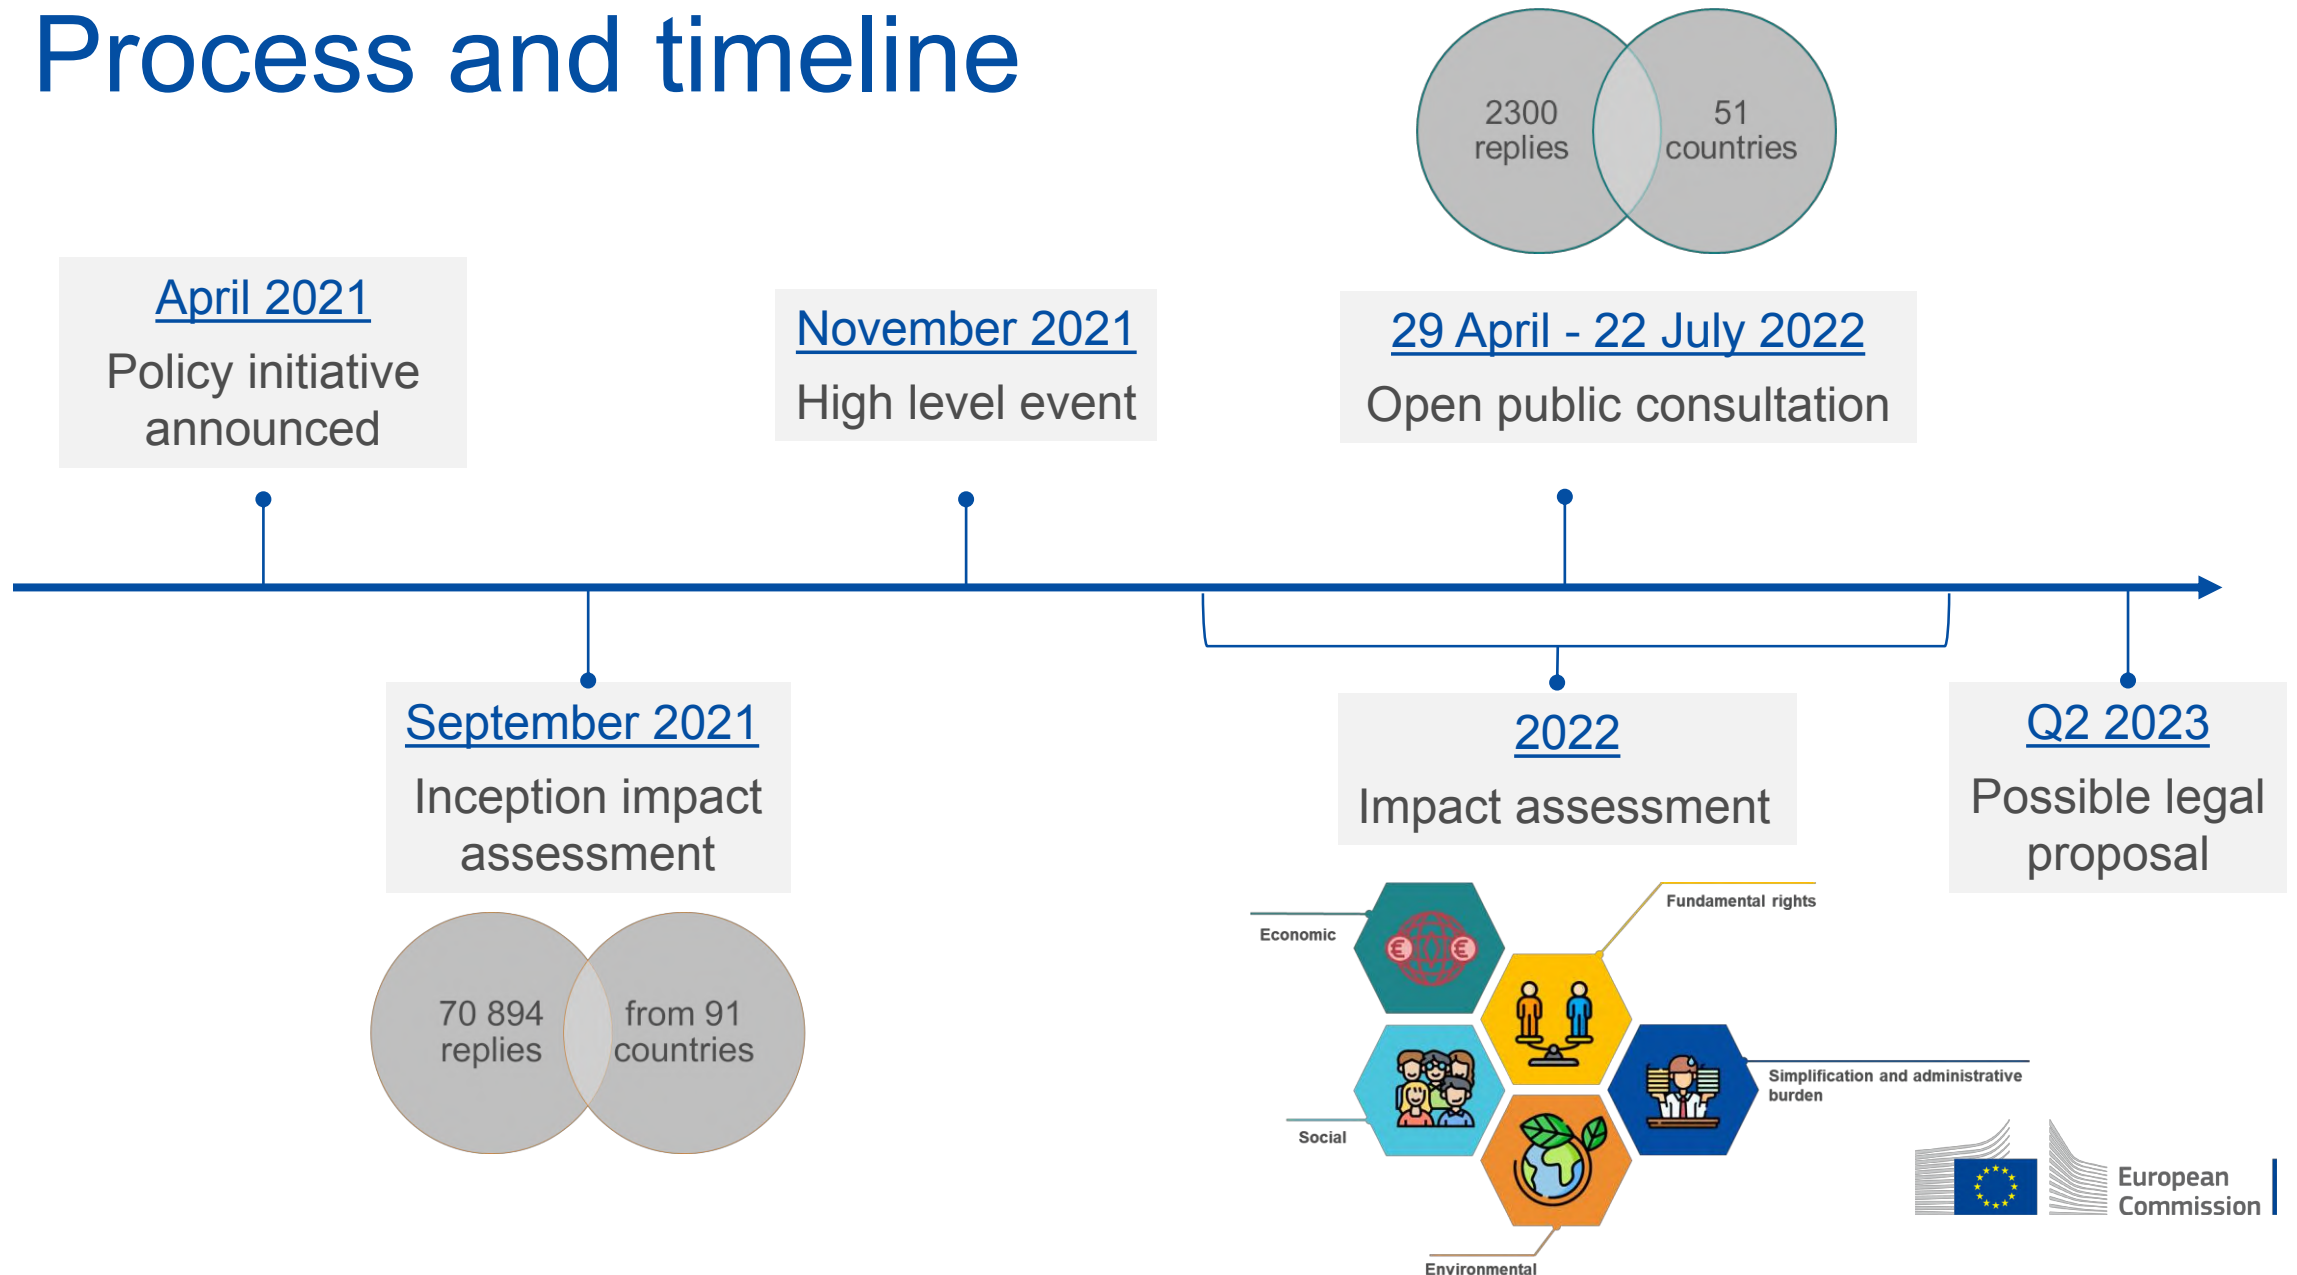 Process and timeline
2300
replies
51
countries
April 2021
Policy initiative
announced
November 2021
High level event
29 April - 22 July 2022
Open public consultation
September 2021
Inception impact
assessment
2022
Impact assessment
Q2 2023
Possible legal
proposal
70 894
replies
from 91
countries
Economic
Fundamental rights
€ €
Simplification and administrative
burden
Social
Environmental
European
Commission